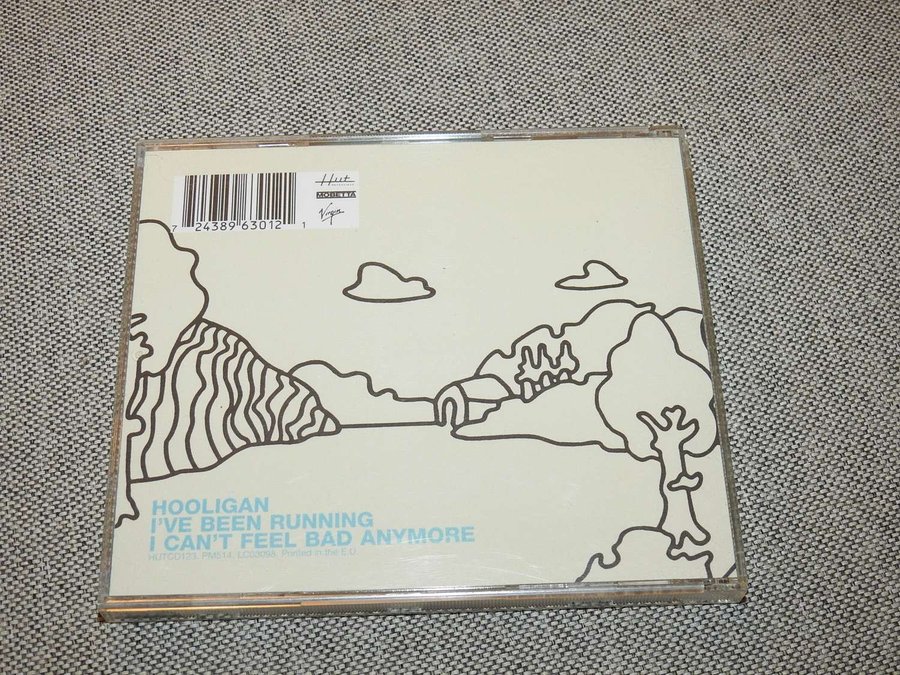 Hut
RECORDINGS
MOBETTA
Virgin
7 24389 63012 1
HOOLIGAN
I'VE BEEN RUNNING
I CAN'T FEEL BAD ANYMORE
HUTCD123. PM514. LC03098. Printed in the E.U.